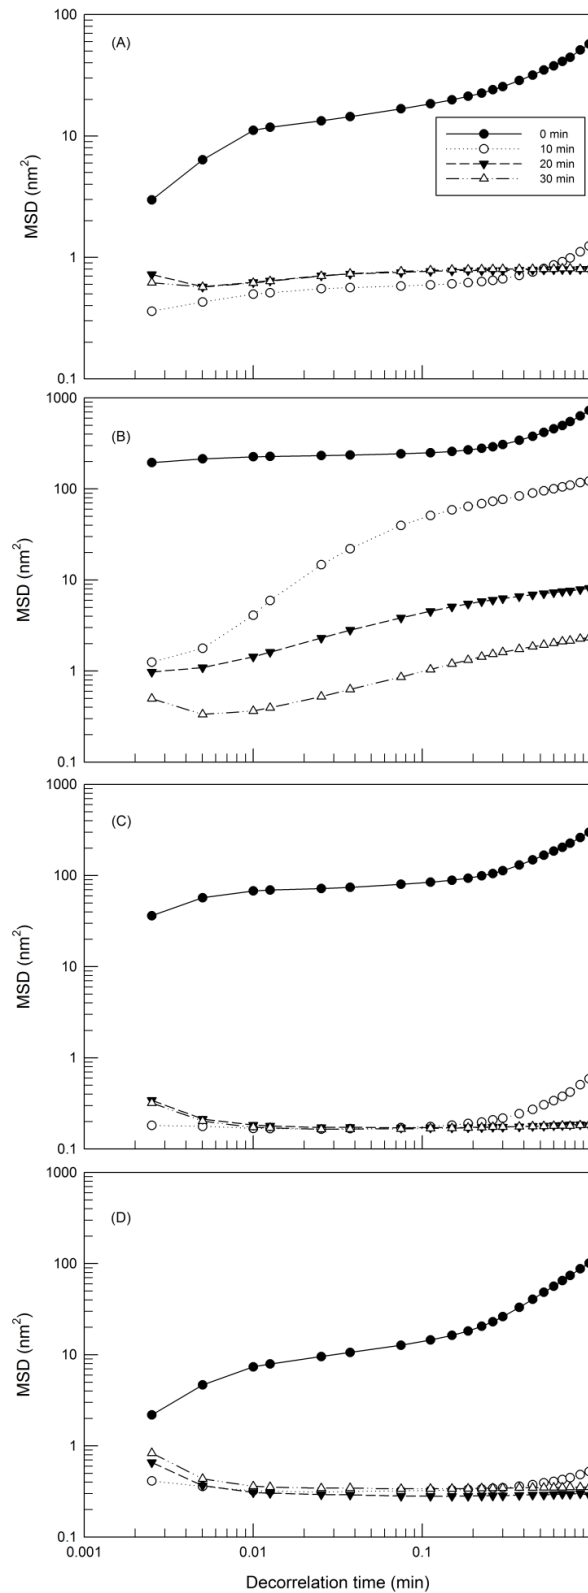 100
(A)
10
MSD (nm²)
1
0.1
0 min
10 min
20 min
30 min
1000
(B)
100
MSD (nm²)
10
1
0.1
1000
(C)
100
MSD (nm²)
10
1
0.1
1000
(D)
100
MSD (nm²)
10
1
0.1
0.001
0.01
0.1
Decorrelation time (min)